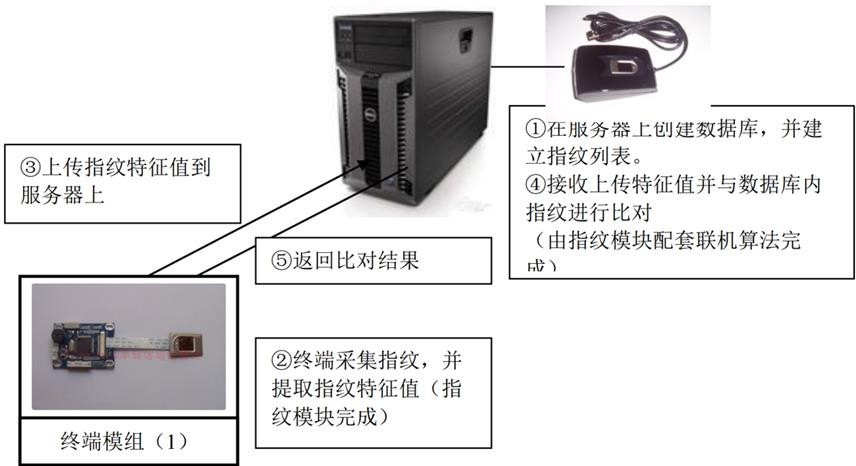 ①在服务器上创建数据库，并建
立指纹列表。
④接收上传特征值并与数据库内
指纹进行比对
（由指纹模块配套联机算法完
成）
③上传指纹特征值到
服务器上
⑤返回比对结果
②终端采集指纹，并
提取指纹特征值（指
纹模块完成）
终端模组（1）